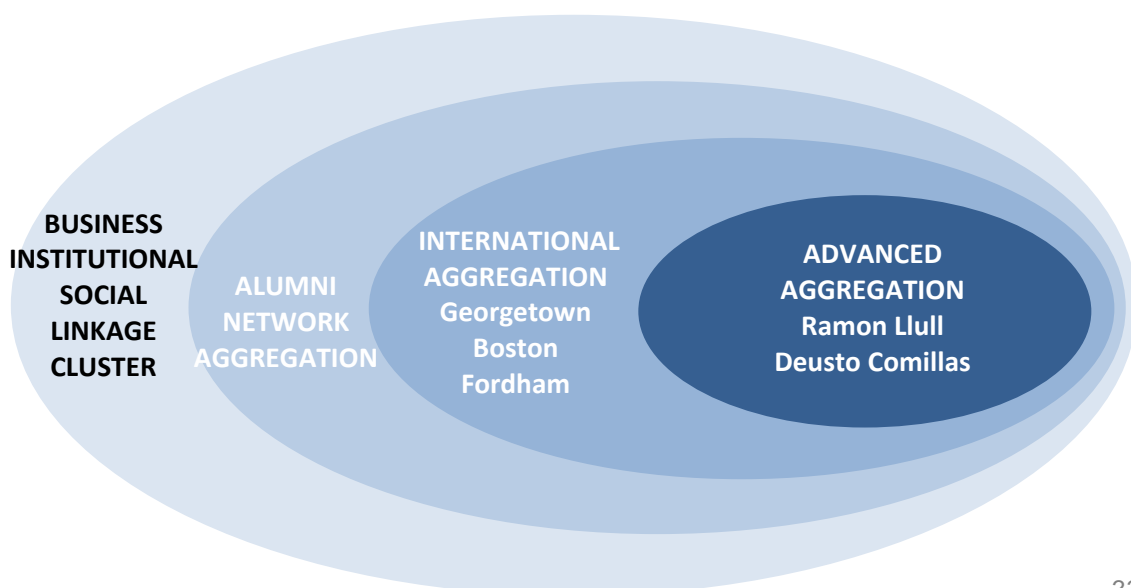 BUSINESS
INSTITUTIONAL
SOCIAL
LINKAGE
CLUSTER
ALUMNI
NETWORK
AGGREGATION
INTERNATIONAL
AGGREGATION
Georgetown
Boston
Fordham
ADVANCED
AGGREGATION
Ramon Llull
Deusto Comillas